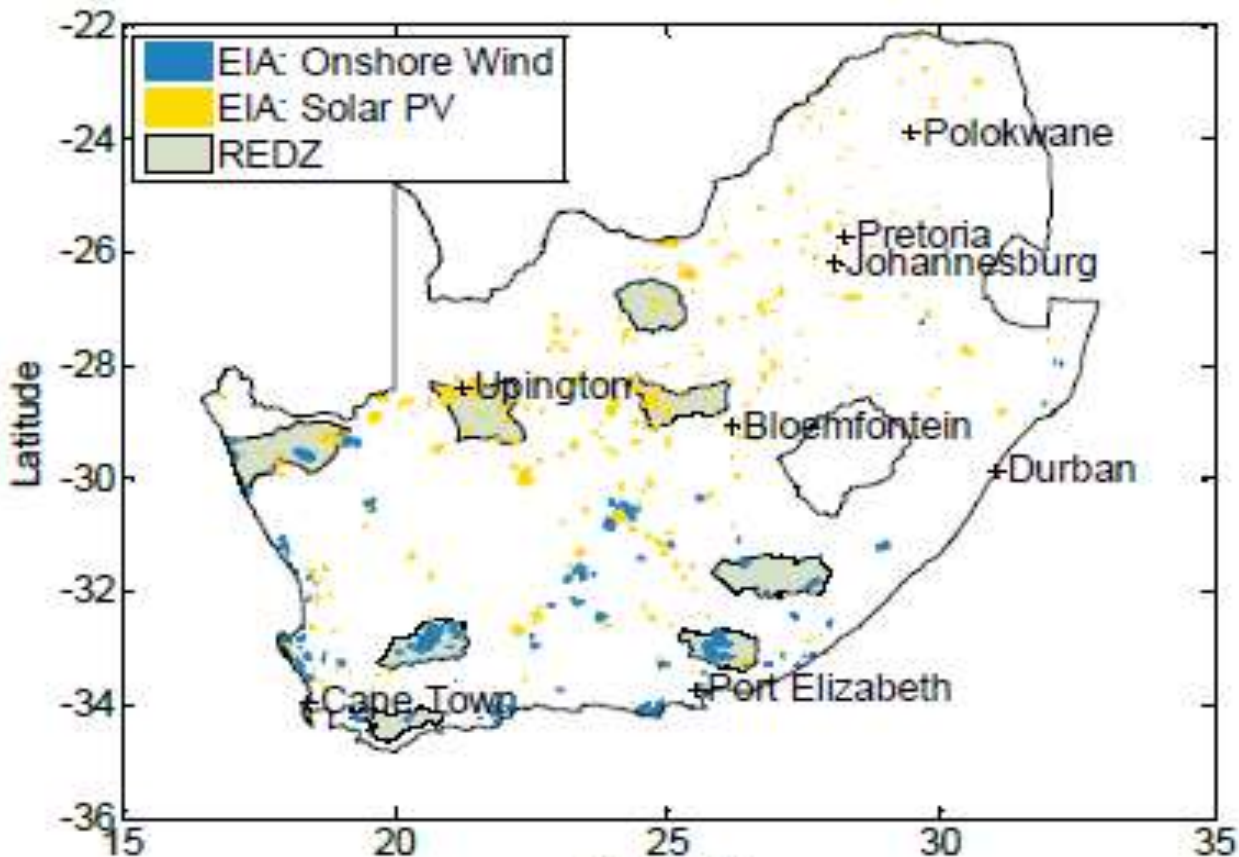 -22
EIA: Onshore Wind
EIA: Solar PV
REDZ
-24
Polokwane
Pretoria
-26
Johannesburg
Latitude
-28
Upington
Bloemfontein
-30
Durban
-32
Port Elizabeth
-34
Cape Town
-36
15
20
25
30
35